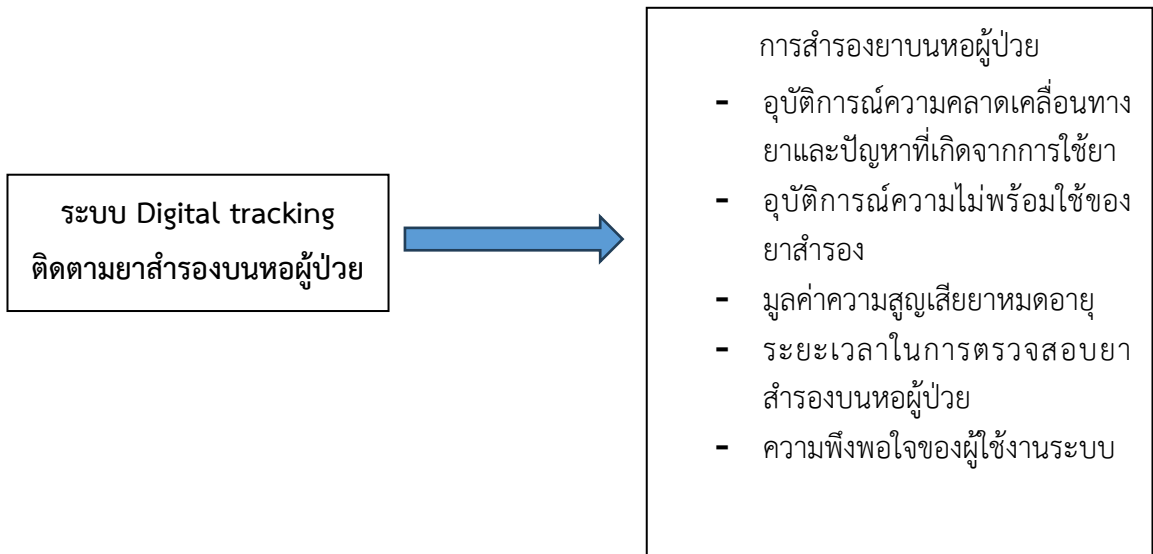 ระบบ Digital tracking
ติดตามยาสำรองบนหอผู้ป่วย
การสำรองยาบนหอผู้ป่วย
- อุบัติการณ์ความคลาดเคลื่อนทาง
ยาและปัญหาที่เกิดจากการใช้ยา
- อุบัติการณ์ความไม่พร้อมใช้ของ
ยาสำรอง
- มูลค่าความสูญเสียยาหมดอายุ
- ระยะเวลาในการตรวจสอบยา
สำรองบนหอผู้ป่วย
- ความพึงพอใจของผู้ใช้งานระบบ